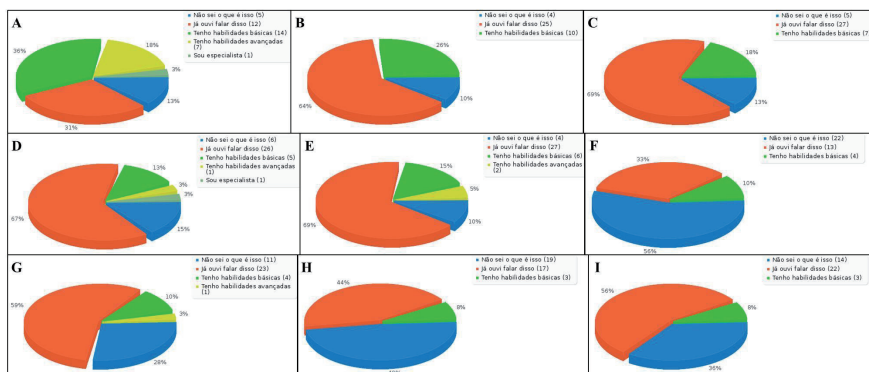 A
Não sei o que é isso (5)
Já ouvi falar disso (12)
Tenho habilidades básicas (14)
Tenho habilidades avançadas
(7)
Sou especialista (1)
36%
18%
3%
13%
31%
B
Não sei o que é isso (4)
Já ouvi falar disso (25)
Tenho habilidades básicas (10)
26%
10%
64%
C
Não sei o que é isso (5)
Já ouvi falar disso (27)
Tenho habilidades básicas (7)
18%
69%
13%
D
Não sei o que é isso (6)
Já ouvi falar disso (26)
Tenho habilidades básicas (5)
Tenho habilidades avançadas
(1)
Sou especialista (1)
13%
3%
3%
67%
15%
E
Não sei o que é isso (4)
Já ouvi falar disso (27)
Tenho habilidades básicas (6)
Tenho habilidades avançadas
(2)
15%
5%
69%
10%
F
Não sei o que é isso (22)
Já ouvi falar disso (13)
Tenho habilidades básicas (4)
33%
10%
56%
G
Não sei o que é isso (11)
Já ouvi falar disso (23)
Tenho habilidades básicas (4)
Tenho habilidades avançadas
(1)
59%
10%
3%
28%
H
Não sei o que é isso (19)
Já ouvi falar disso (17)
Tenho habilidades básicas (3)
44%
8%
I
Não sei o que é isso (14)
Já ouvi falar disso (22)
Tenho habilidades básicas (3)
56%
8%
36%